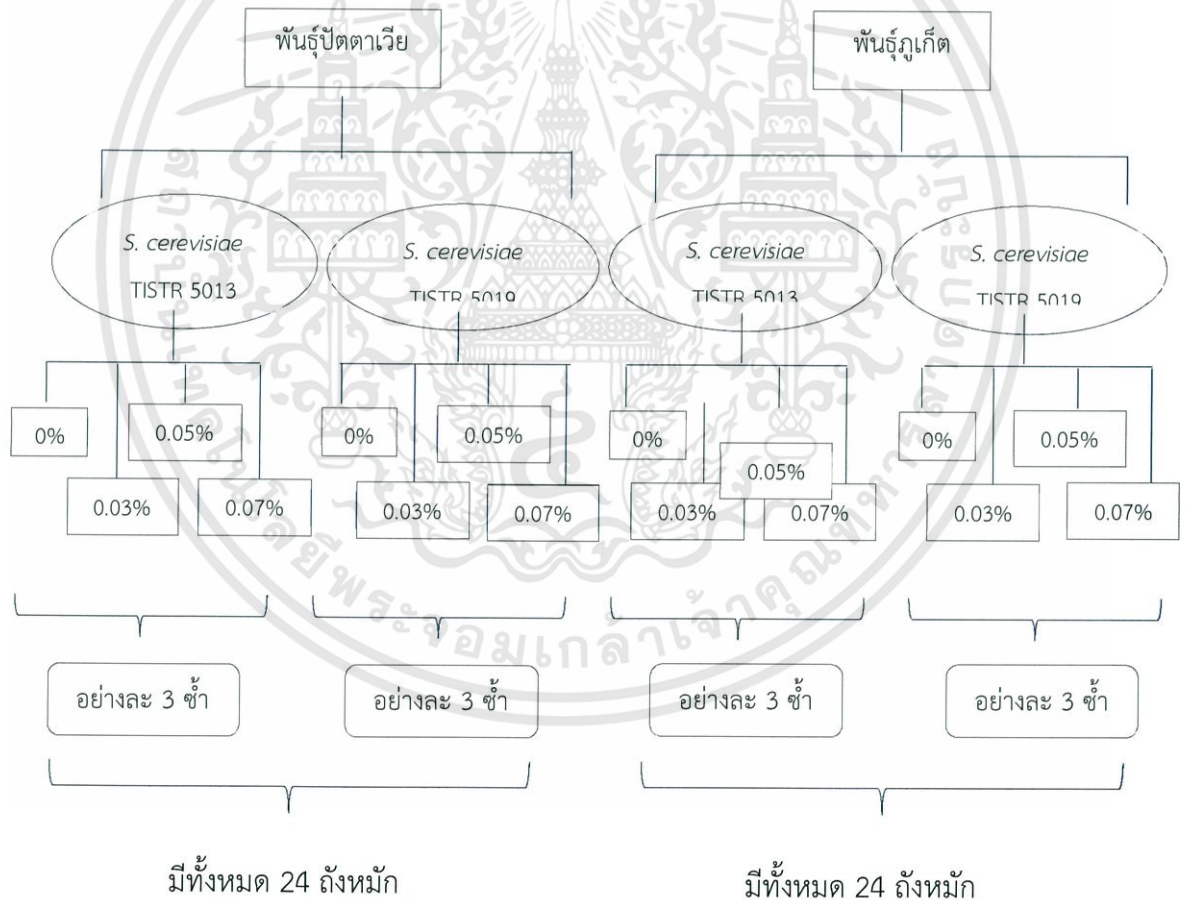 พันธุ์ปัตตาเวีย
พันธุ์ภูเก็ต
S. cerevisiae
TISTR 5013
S. cerevisiae
TISTR 5019
S. cerevisiae
TISTR 5013
S. cerevisiae
TISTR 5019
0%
0.05%
0.03%
0.07%
0%
0.05%
0.03%
0.07%
0%
0.05%
0.03%
0.07%
0%
0.05%
0.03%
0.07%
อย่างละ 3 ซ้ำ
อย่างละ 3 ซ้ำ
อย่างละ 3 ซ้ำ
อย่างละ 3 ซ้ำ
มีทั้งหมด 24 ถังหมัก
มีทั้งหมด 24 ถังหมัก